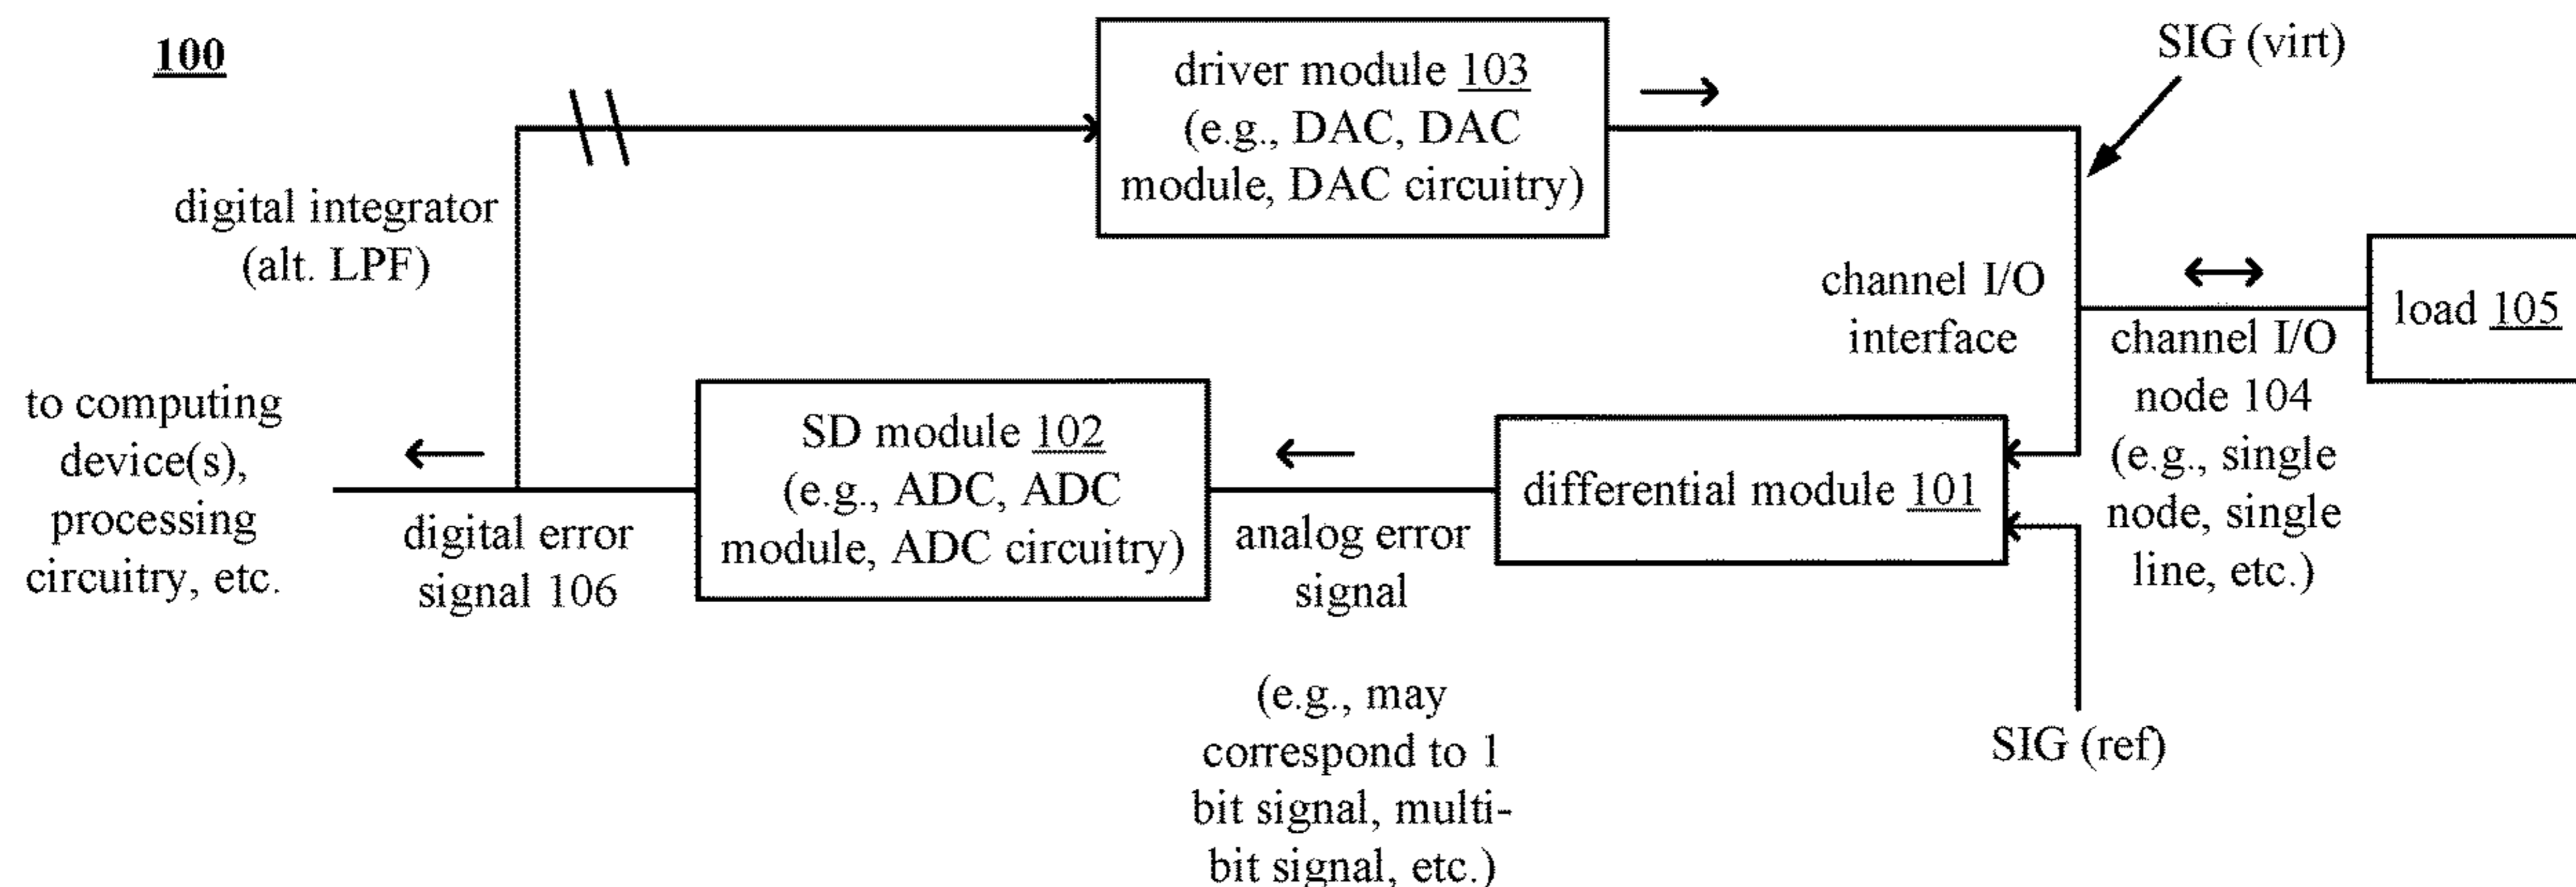 100
driver module 103
(e.g., DAC, DAC
module, DAC circuitry)
SIG (virt)
digital integrator
(alt. LPF)
channel I/O
interface
load 105
channel I/O
node 104
(e.g., single
node, single
line, etc.)
to computing
device(s),
processing
circuitry, etc.
digital error
signal 106
SD module 102
(e.g., ADC, ADC
module, ADC circuitry)
analog error
signal
(e.g., may
correspond to 1
bit signal, multi-
bit signal, etc.)
differential module 101
SIG (ref)